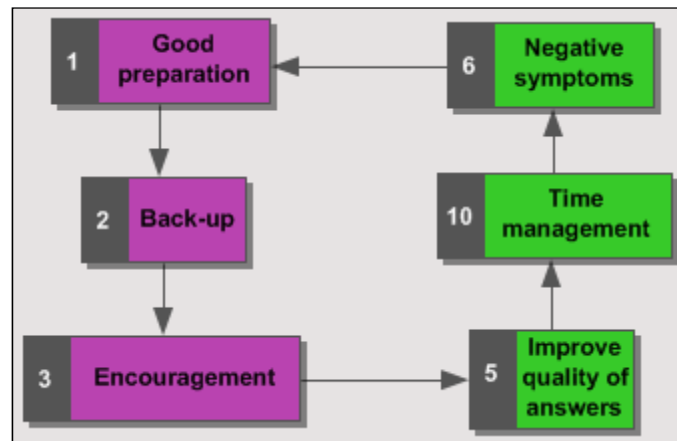 1
Good
preparation
2
Back-up
3
Encouragement
5
Improve
quality of
answers
10
Time
management
6
Negative
symptoms